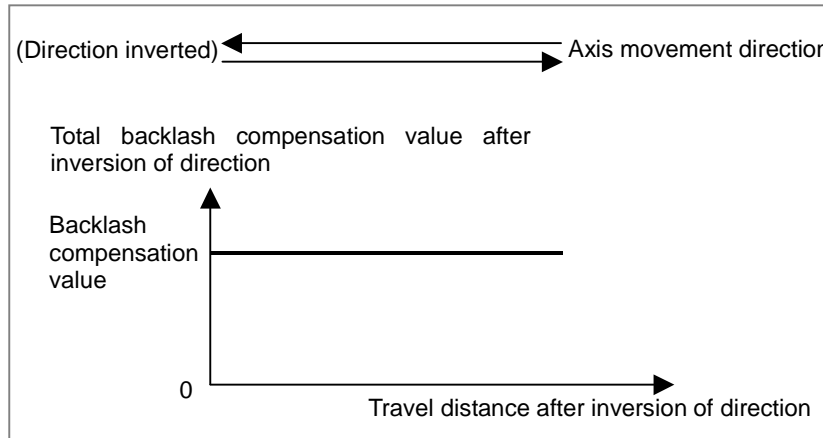 (Direction inverted)
Axis movement direction
Total backlash compensation value after
inversion of direction
Backlash
compensation
value
0
Travel distance after inversion of direction